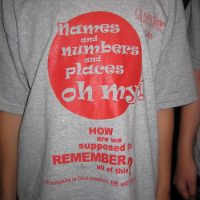 Names
and
numbers
and
places
oh my!
HOW
are we
supposed to
REMEMBER
all of this